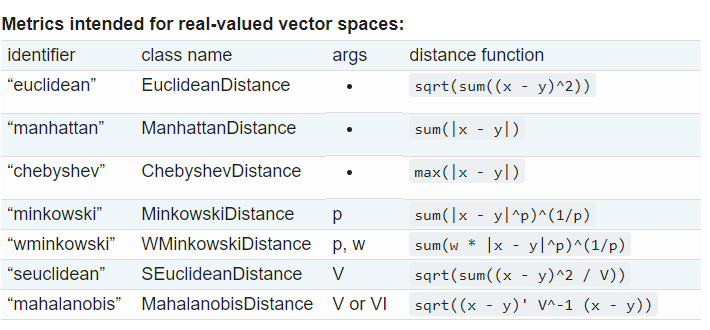 Metrics intended for real-valued vector spaces:
identifier class name args distance function
“euclidean” EuclideanDistance • sqrt(sum((x - y)^2))
“manhattan” ManhattanDistance • sum(|x - y|)
“chebyshev” ChebyshevDistance • max(|x - y|)
“minkowski” MinkowskiDistance p sum(|x - y|^p)^(1/p)
“wminkowski” WMinkowskiDistance p, w sum(w * |x - y|^p)^(1/p)
“seuclidean” SEuclideanDistance V sqrt(sum((x - y)^2 / V))
“mahalanobis” MahalanobisDistance V or VI sqrt((x - y)' V^-1 (x - y))